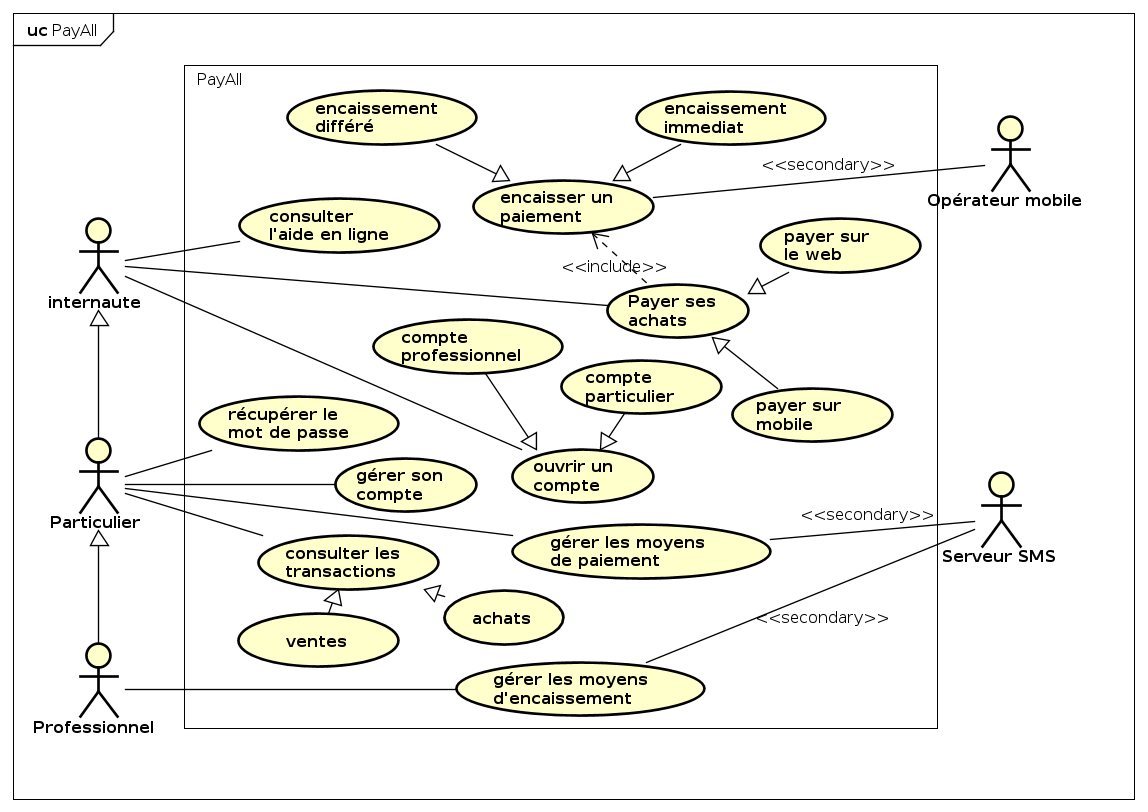 uc PayAll
PayAll
encaissement
différé
encaissement
immediat
<<secondary>>
Opérateur mobile
encaisser un
paiement
consulter
l'aide en ligne
payer sur
le web
<<include>>
internaute
Payer ses
achats
compte
professionnel
compte
particulier
payer sur
mobile
récupérer le
mot de passe
ouvrir un
compte
gérer son
compte
Particulier
<<secondary>>
gérer les moyens
de paiement
Serveur SMS
consulter les
transactions
<<secondary>>
achats
ventes
gérer les moyens
d'encaissement
Professionnel